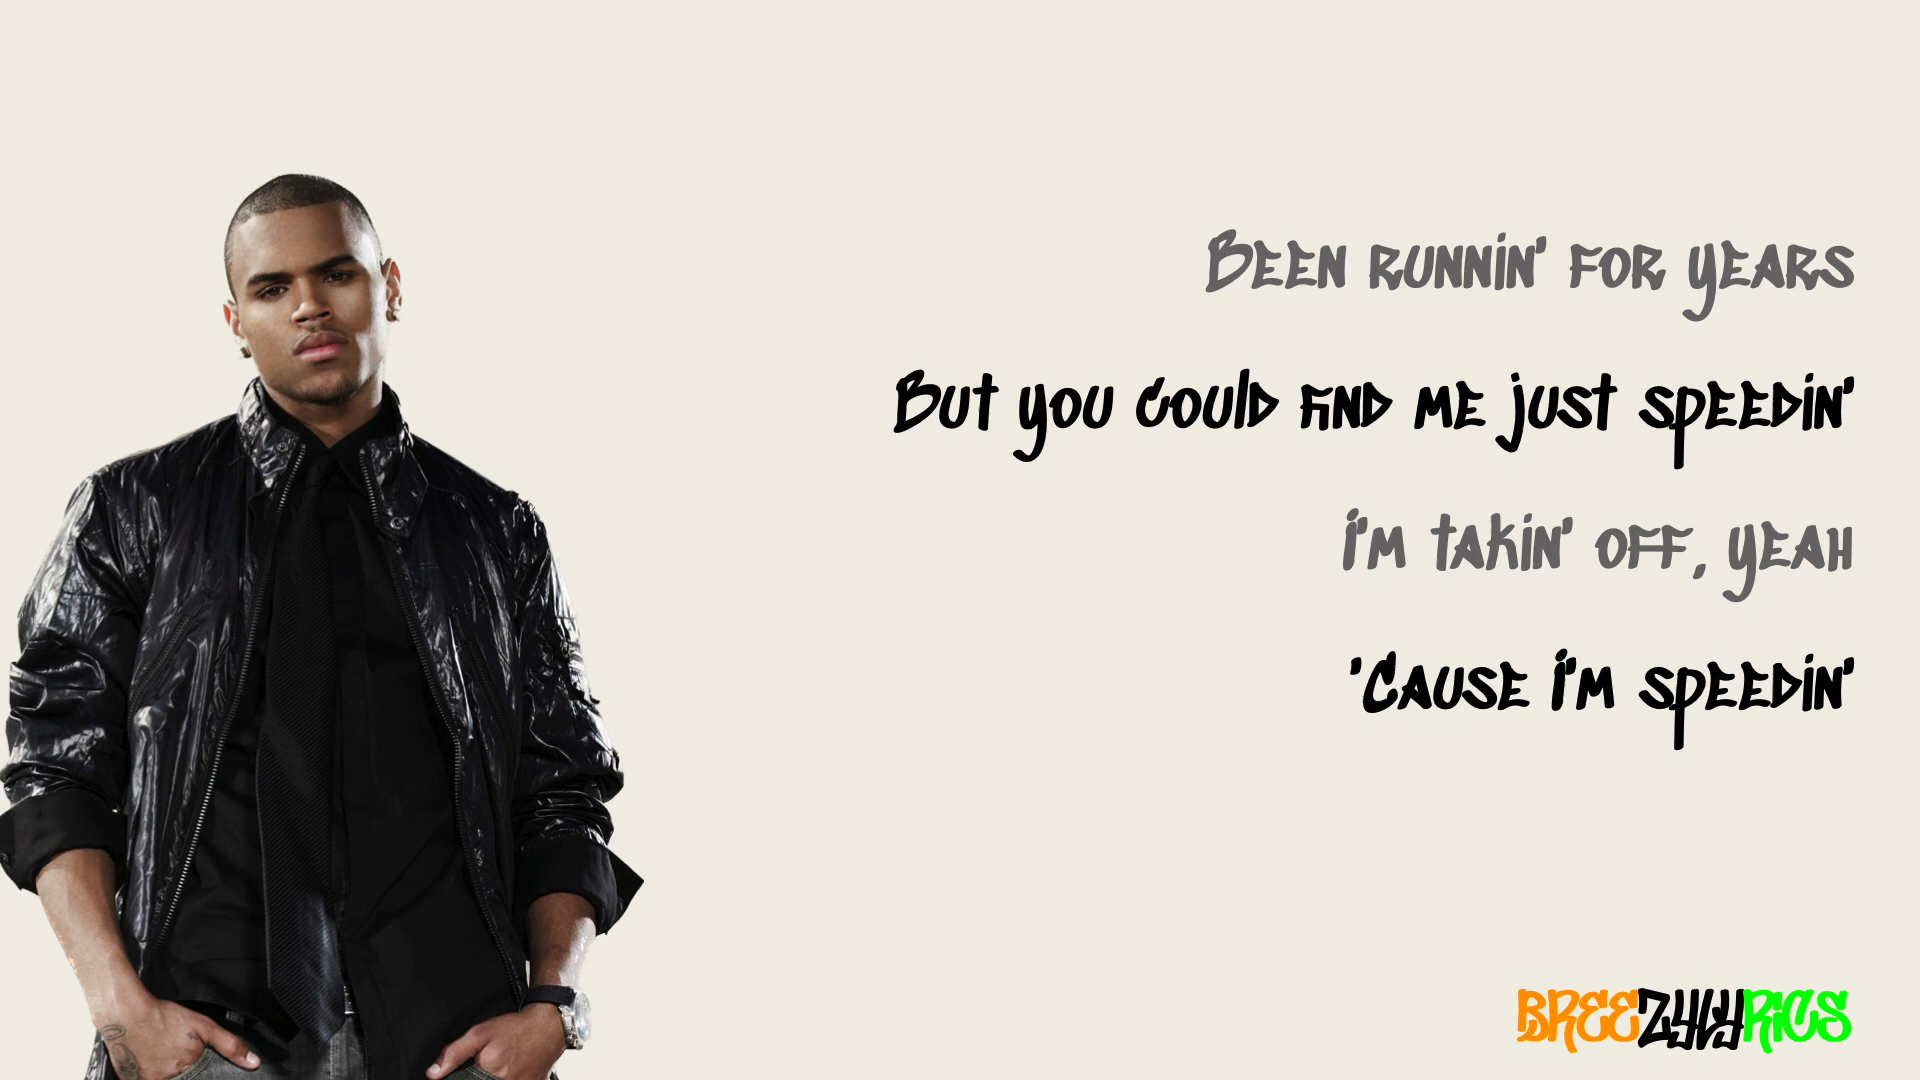 Been runnin' for years
But you could find me just speedin'
I'm takin' off, yeah
'Cause I'm speedin'
BREEZYLYRICS